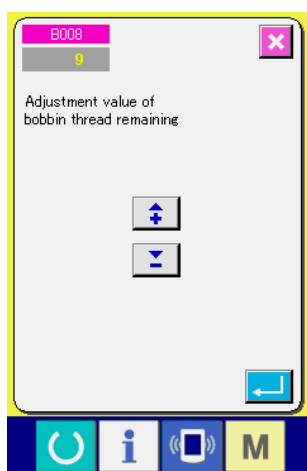 B008
9
Adjustment value of
bobbin thread remaining
+
−
i
M